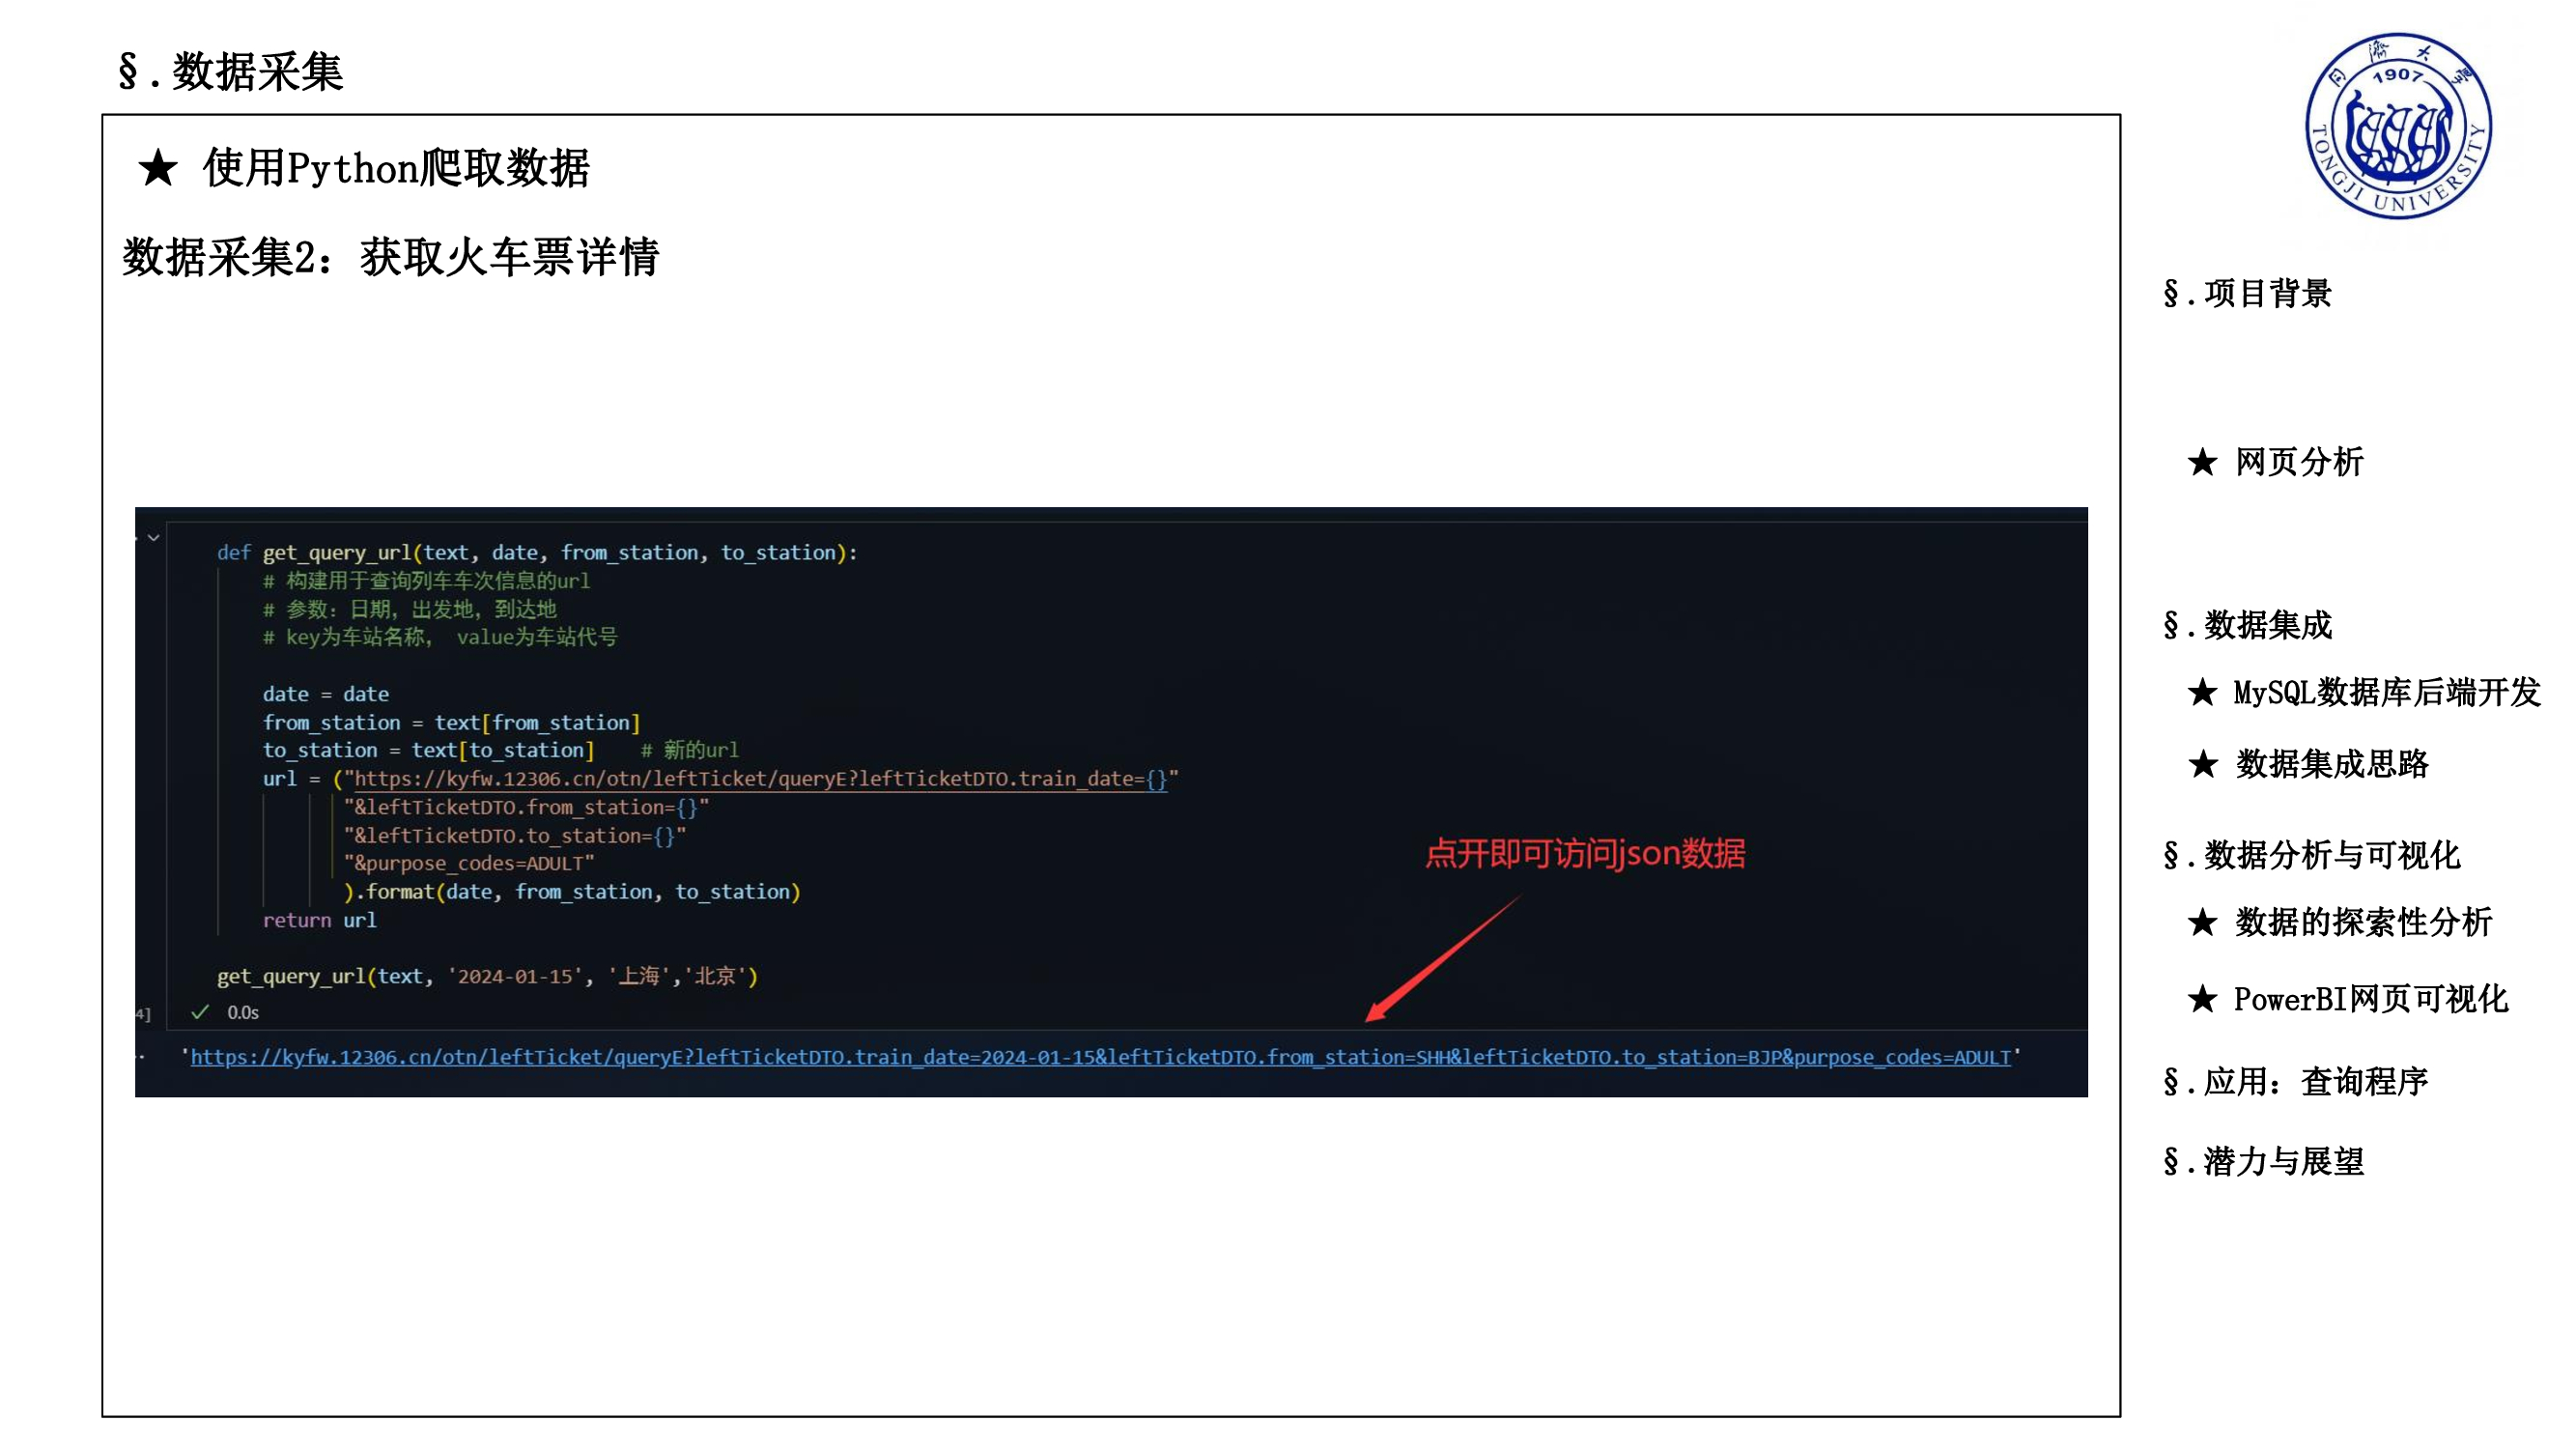 §.数据采集
★ 使用Python爬取数据
数据采集2：获取火车票详情
def get_query_url(text, date, from_station, to_station):
# 构建用于查询列车车次信息的url
# 参数：日期，出发地，到达地
# key为车站名称， value为车站代号
date = date
from_station = text[from_station]
to_station = text[to_station]    # 新的url
url = ("https://kyfw.12306.cn/otn/leftTicket/queryE?leftTicketDTO.train_date={}"
"&leftTicketDTO.from_station={}"
"&leftTicketDTO.to_station={}"
"&purpose_codes=ADULT"
).format(date, from_station, to_station)
return url
get_query_url(text, '2024-01-15', '上海','北京')
4]
0.0s
点开即可访问json数据
'https://kyfw.12306.cn/otn/leftTicket/queryE?leftTicketDTO.train_date=2024-01-15&leftTicketDTO.from_station=SHH&leftTicketDTO.to_station=BJP&purpose_codes=ADULT'
同濟大學
1907
TONGJI UNIVERSITY
§.项目背景
★ 网页分析
§.数据集成
★ MySQL数据库后端开发
★ 数据集成思路
§.数据分析与可视化
★ 数据的探索性分析
★ PowerBI网页可视化
§.应用：查询程序
§.潜力与展望